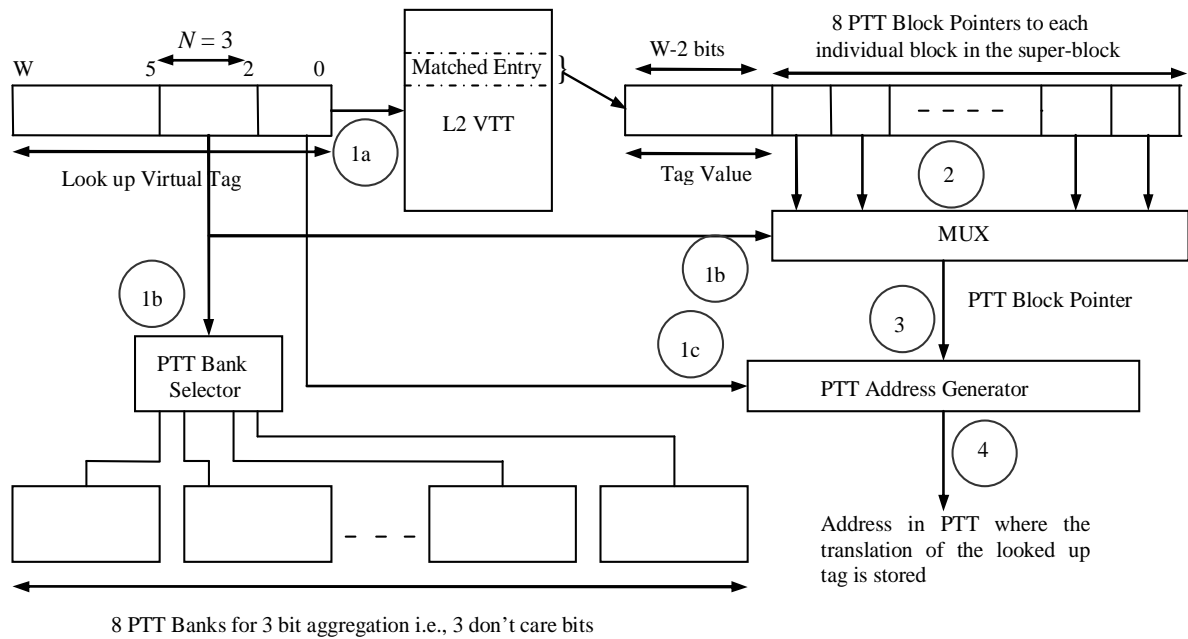 8 PTT Block Pointers to each
individual block in the super-block
N = 3
W 5 2 0
W-2 bits
Matched Entry
L2 VTT
1a
Look up Virtual Tag
Tag Value
2
MUX
1b
1b
PTT Block Pointer
3
1c
PTT Bank
Selector
PTT Address Generator
4
Address in PTT where the
translation of the looked up
tag is stored
8 PTT Banks for 3 bit aggregation i.e., 3 don't care bits